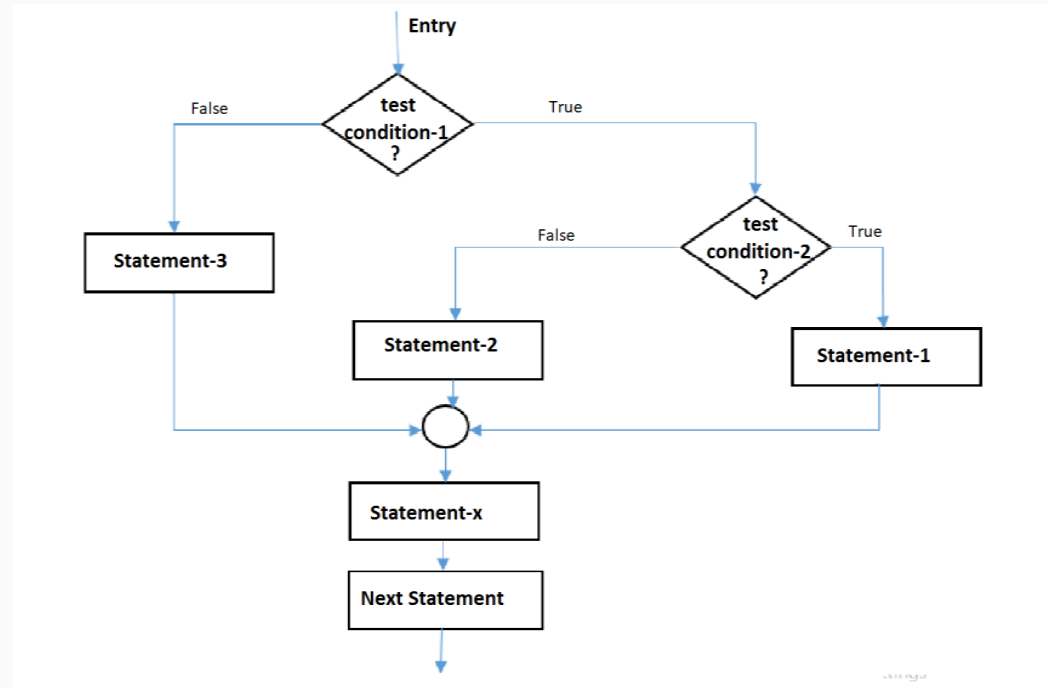 Entry
test
condition-1
?
False
True
test
condition-2
?
False
True
Statement-3
Statement-2
Statement-1
Statement-x
Next Statement